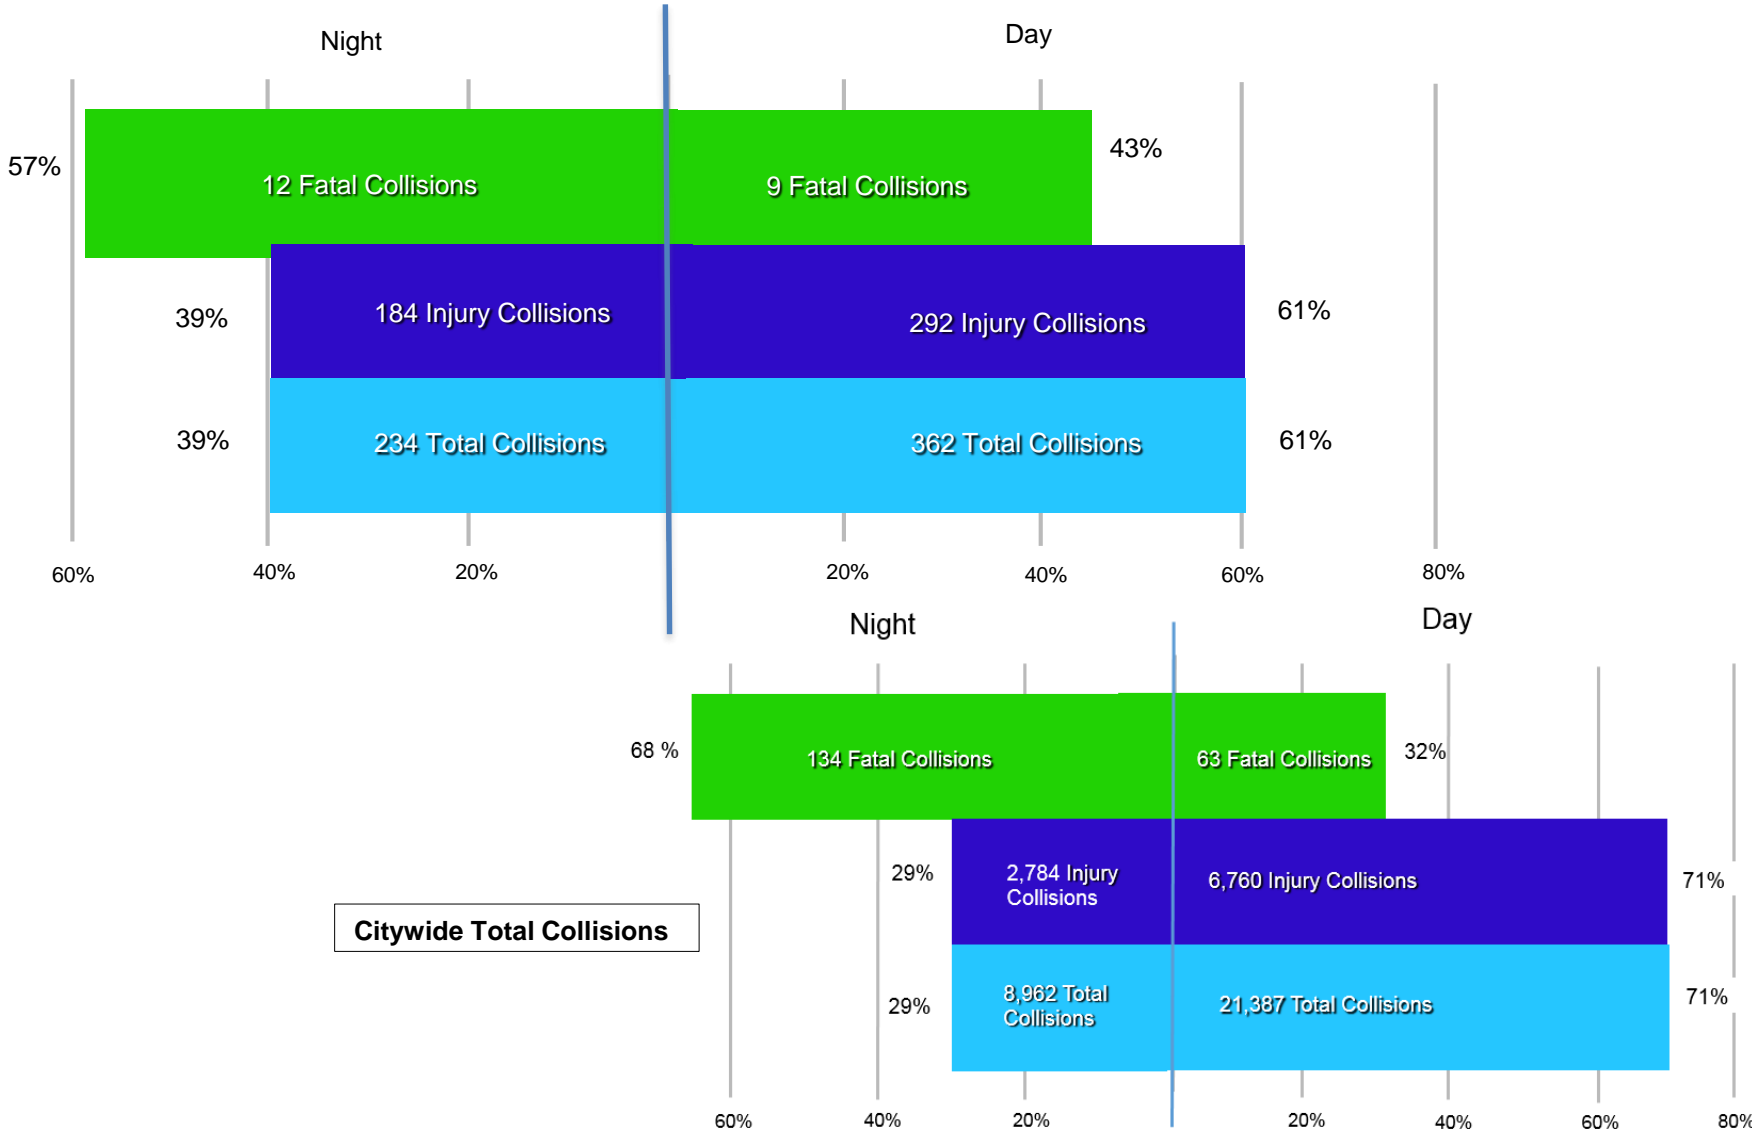 Night
Day
57%
12 Fatal Collisions
9 Fatal Collisions
43%
39%
184 Injury Collisions
292 Injury Collisions
61%
39%
234 Total Collisions
362 Total Collisions
61%
60%
40%
20%
20%
40%
60%
80%
Night
Day
68 %
134 Fatal Collisions
63 Fatal Collisions
32%
29%
2,784 Injury
Collisions
6,760 Injury Collisions
71%
Citywide Total Collisions
29%
8,962 Total
Collisions
21,387 Total Collisions
71%
60%
40%
20%
20%
40%
60%
80%